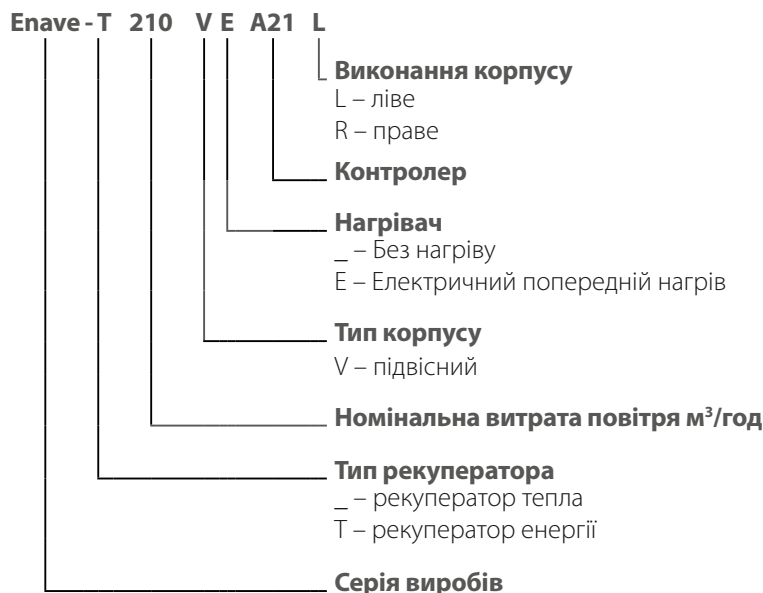 Enave - T 210 V E A21 L
Виконання корпусу
L – ліве
R – праве
Контролер
Нагрівач
_ – Без нагріву
E – Електричний попередній нагрів
Тип корпусу
V – підвісний
Номінальна витрата повітря м³/год
Тип рекуператора
_ – рекуператор тепла
T – рекуператор енергії
Серія виробів